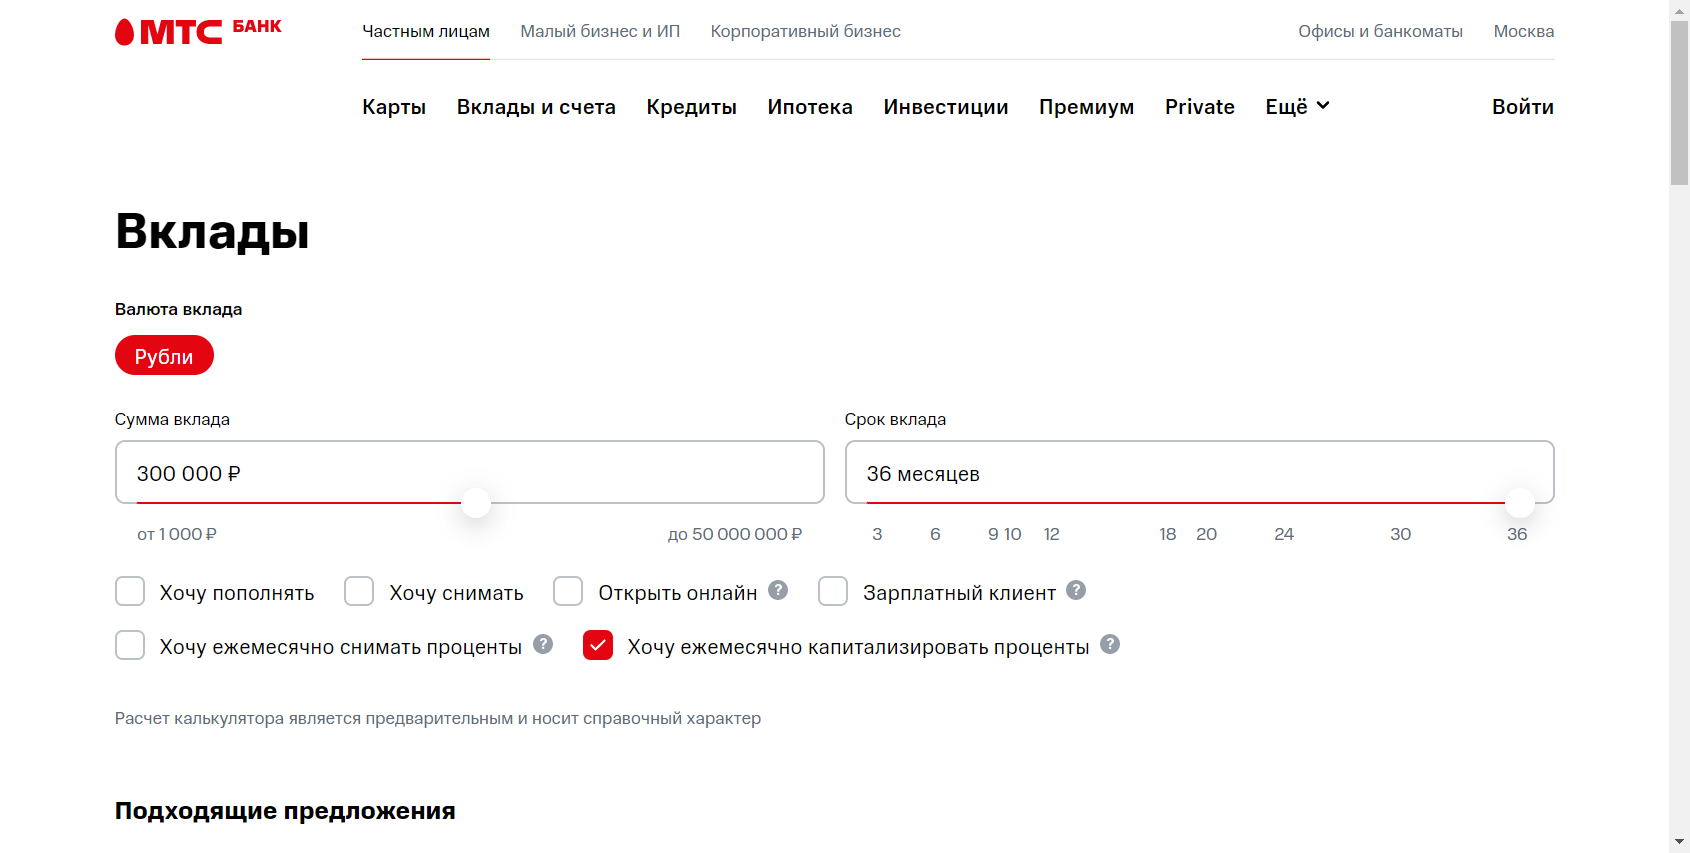 МТС БАНК
Частным лицам Малый бизнес и ИП Корпоративный бизнес Офисы и банкоматы Москва
Карты Вклады и счета Кредиты Ипотека Инвестиции Премиум Private Ещё Войти
Вклады
Валюта вклада
Рубли
Сумма вклада Срок вклада
300 000 ₽ 36 месяцев
от 1 000 ₽ до 50 000 000 ₽ 3 6 9 10 12 18 20 24 30 36
Хочу пополнять Хочу снимать Открыть онлайн ? Зарплатный клиент ?
Хочу ежемесячно снимать проценты ? Хочу ежемесячно капитализировать проценты ?
Расчет калькулятора является предварительным и носит справочный характер
Подходящие предложения